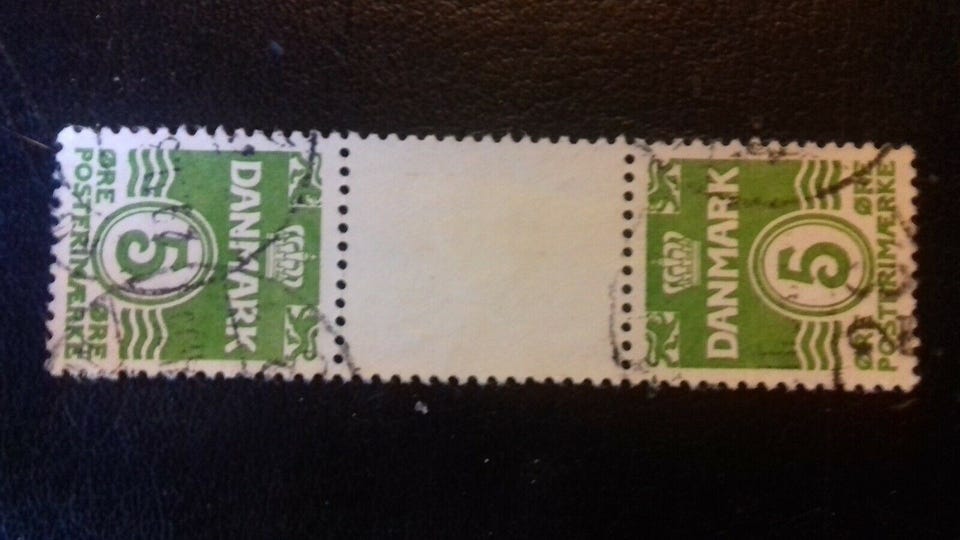 DANMARK
5
ØRE ØRE
POSTFRIMÆRKE
DANMARK
5
ØRE ØRE
POSTFRIMÆRKE